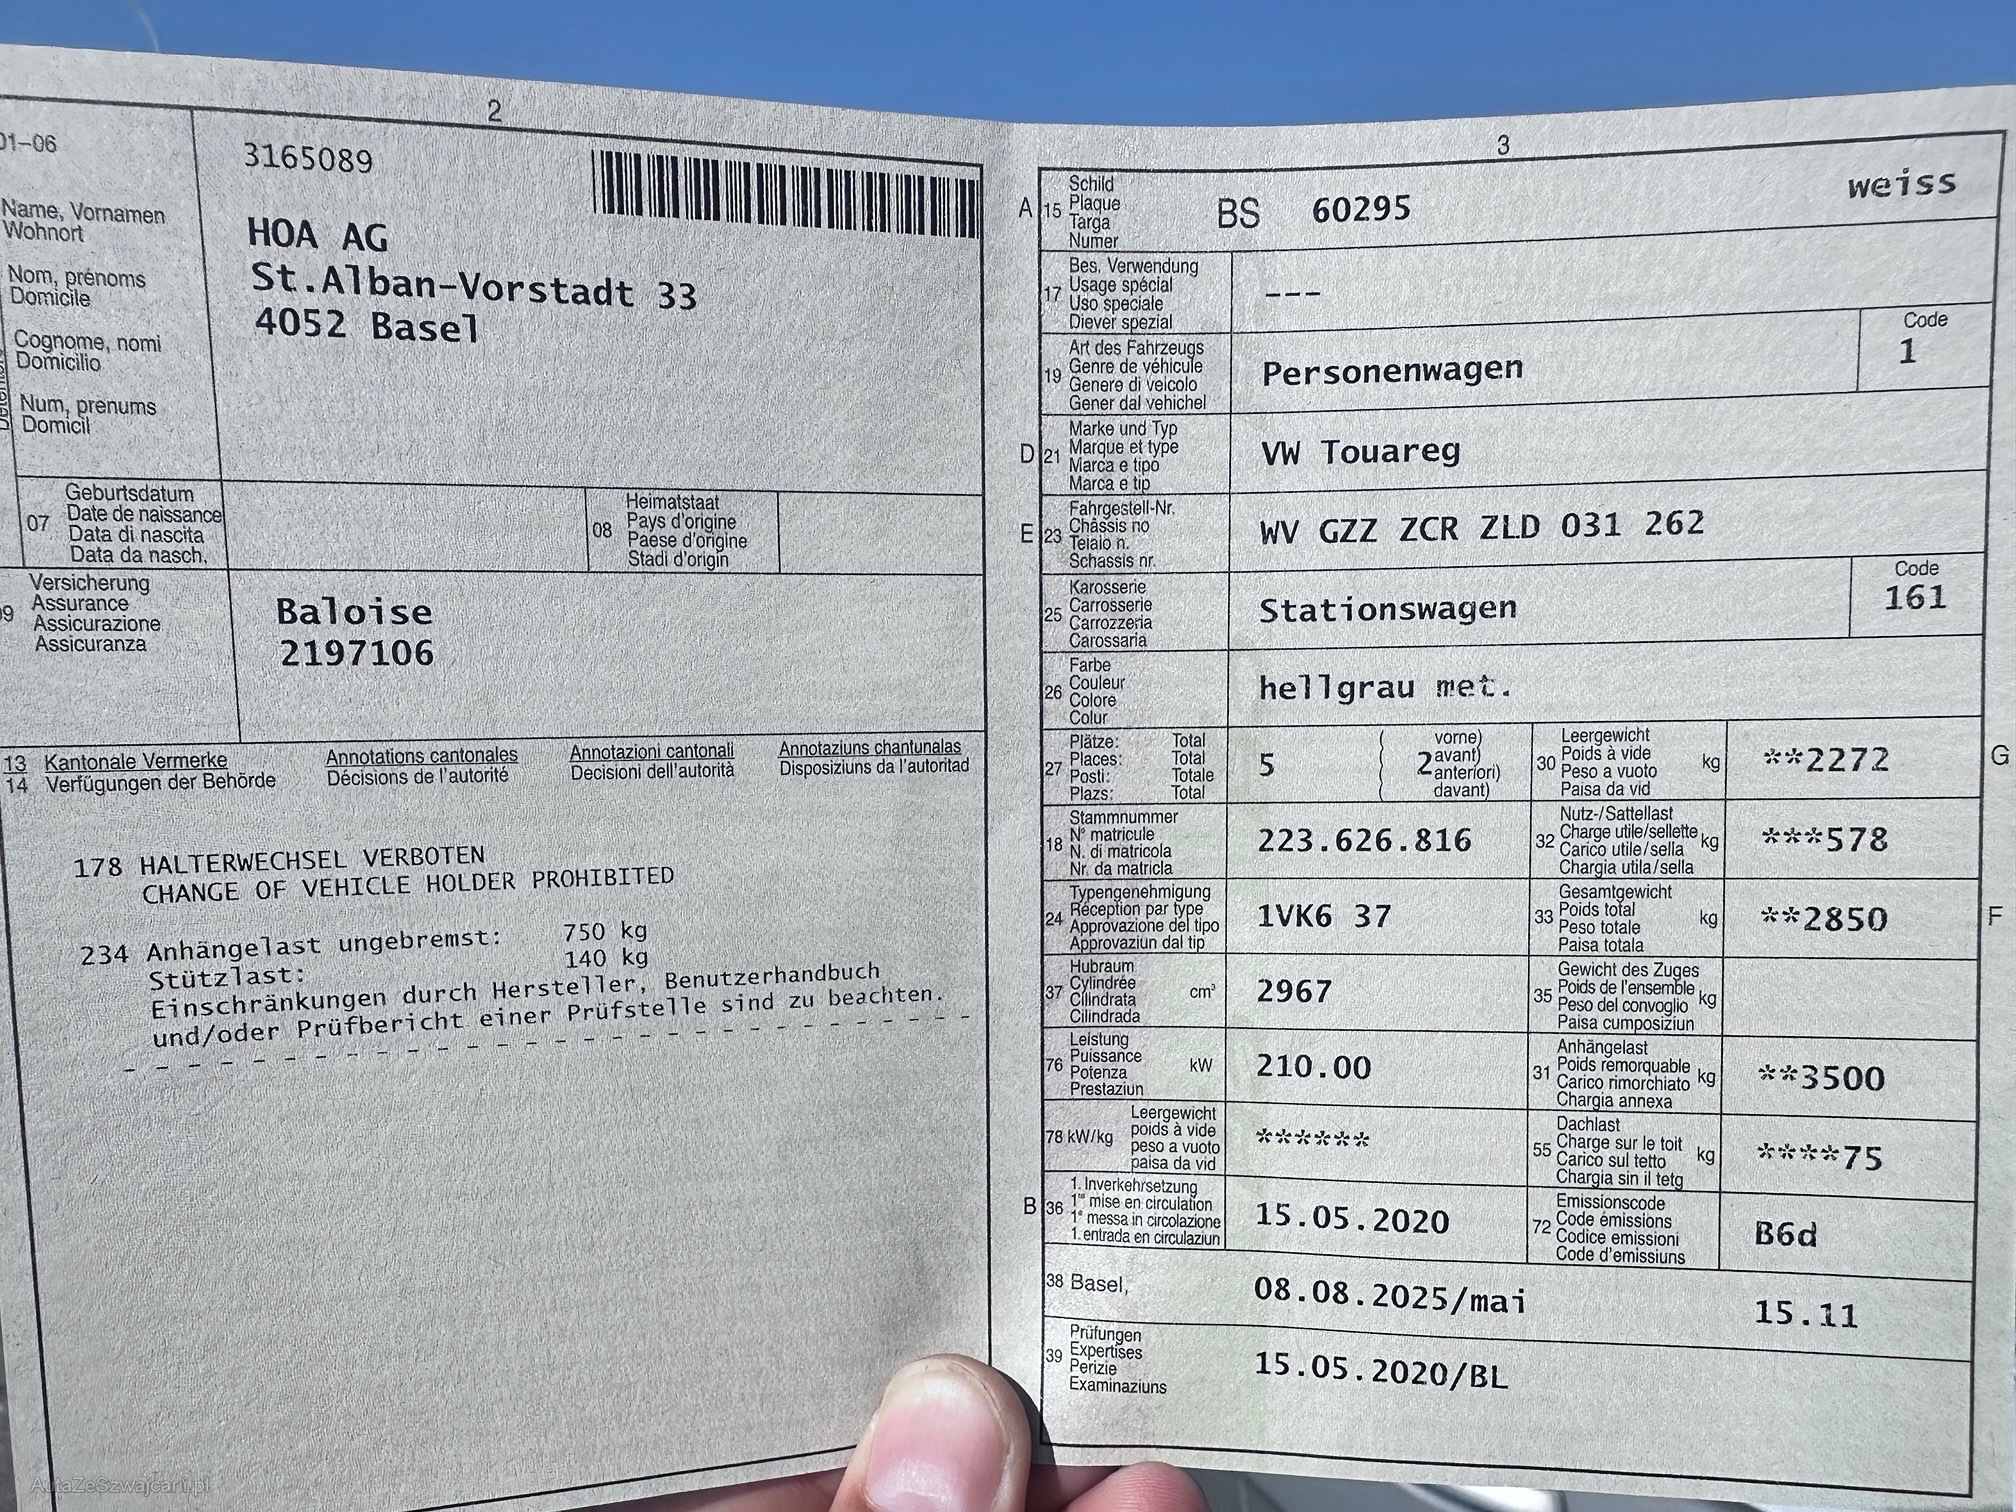 2
01-06
3165089
Name, Vornamen
Wohnort
Nom, prénoms
Domicile
Cognome, nomi
Domicilio
Num, prenums
Domicil
HOA AG
St.Alban-Vorstadt 33
4052 Basel
07
Geburtsdatum
Date de naissance
Data di nascita
Data da nasch.
08
Heimatstaat
Pays d'origine
Paese d'origine
Stadi d'origin
09
Versicherung
Assurance
Assicurazione
Assicuranza
Baloise
2197106
13 Kantonale Vermerke Annotations cantonales Annotazioni cantonali Annotaziuns chantunalas
14 Verfügungen der Behörde Décisions de l'autorité Decisioni dell'autorità Disposiziuns da l'autoritad
178 HALTERWECHSEL VERBOTEN
CHANGE OF VEHICLE HOLDER PROHIBITED
234 Anhängelast ungebremst: 750 kg
Stützlast: 140 kg
Einschränkungen durch Hersteller, Benutzerhandbuch
und/oder Prüfbericht einer Prüfstelle sind zu beachten.
AutaZeSzwajcarii.pl
3
A 15
Schild
Plaque
Targa
Numer
BS 60295 weiss
17
Bes. Verwendung
Usage spécial
Uso speciale
Diever spezial
---
19
Art des Fahrzeugs
Genre de véhicule
Genere di veicolo
Gener dal vehichel
Personenwagen
Code
1
D 21
Marke und Typ
Marque et type
Marca e tipo
Marca e tip
VW Touareg
E 23
Fahrgestell-Nr.
Châssis no
Telaio n.
Schassis nr.
WV GZZ ZCR ZLD 031 262
25
Karosserie
Carrosserie
Carrozzeria
Carossaria
Stationswagen
Code
161
26
Farbe
Couleur
Colore
Colur
hellgrau met.
27
Plätze: Total
Places: Total
Posti: Totale
Plazs: Total
5
( vorne)
2 avant)
anteriori)
( davant)
30
Leergewicht
Poids à vide
Peso a vuoto
Paisa da vid
kg
**2272
G
18
Stammnummer
N° matricule
N. di matricola
Nr. da matricla
223.626.816
32
Nutz-/Sattellast
Charge utile/sellette
Carico utile/sella
Chargia utila/sella
kg
***578
24
Typengenehmigung
Réception par type
Approvazione del tipo
Approvaziun dal tip
1VK6 37
33
Gesamtgewicht
Poids total
Peso totale
Paisa totala
kg
**2850
F
37
Hubraum
Cylindrée
Cilindrata
Cilindrada
cm³
2967
35
Gewicht des Zuges
Poids de l'ensemble
Peso del convoglio
Paisa cumposiziun
kg
76
Leistung
Puissance
Potenza
Prestaziun
kW
210.00
31
Anhängelast
Poids remorquable
Carico rimorchiato
Chargia annexa
kg
**3500
78 kW/kg
Leergewicht
poids à vide
peso a vuoto
paisa da vid
******
55
Dachlast
Charge sur le toit
Carico sul tetto
Chargia sin il tetg
kg
****75
B 36
1. Inverkehrsetzung
1re mise en circulation
1a messa in circolazione
1. entrada en circulaziun
15.05.2020
72
Emissionscode
Code émissions
Codice emissioni
Code d'emissiuns
B6d
38 Basel, 08.08.2025/mai 15.11
39
Prüfungen
Expertises
Perizie
Examinaziuns
15.05.2020/BL